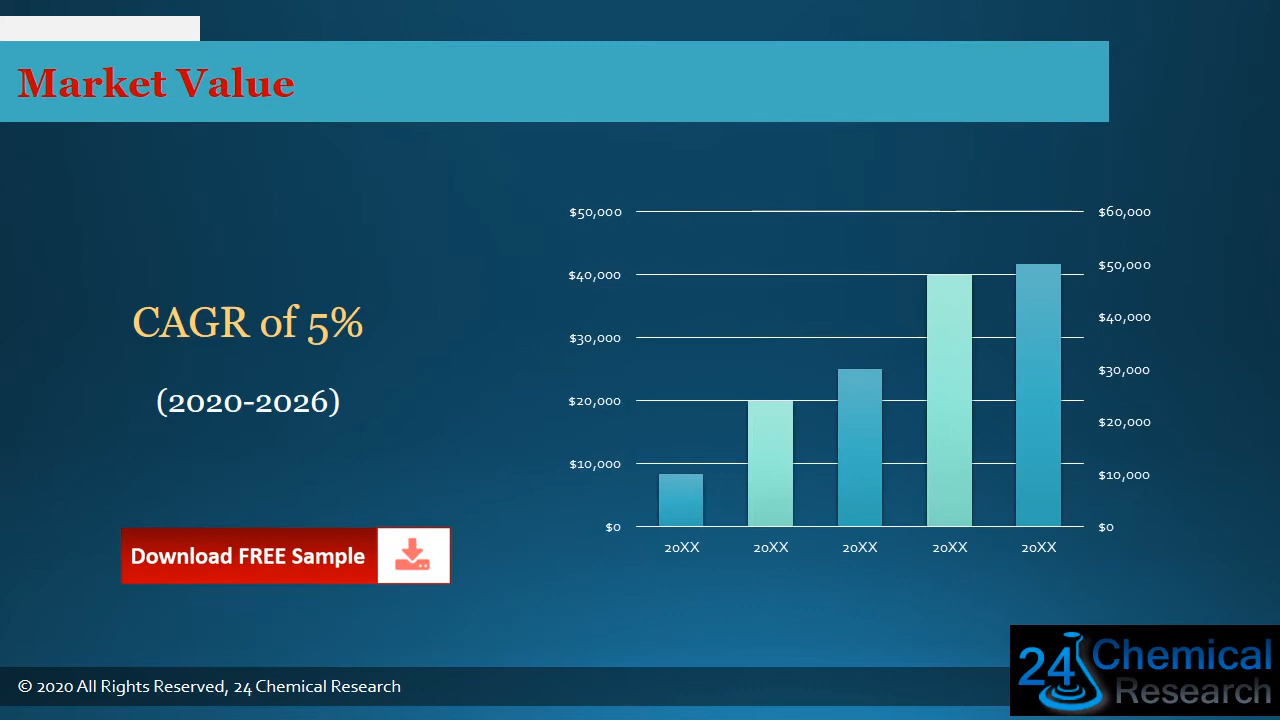 Market Value
CAGR of 5%
(2020-2026)
Download FREE Sample
$50,000
$40,000
$30,000
$20,000
$10,000
$0
$60,000
$50,000
$40,000
$30,000
$20,000
$10,000
$0
20XX 20XX 20XX 20XX 20XX
© 2020 All Rights Reserved, 24 Chemical Research
24 Chemical
Research